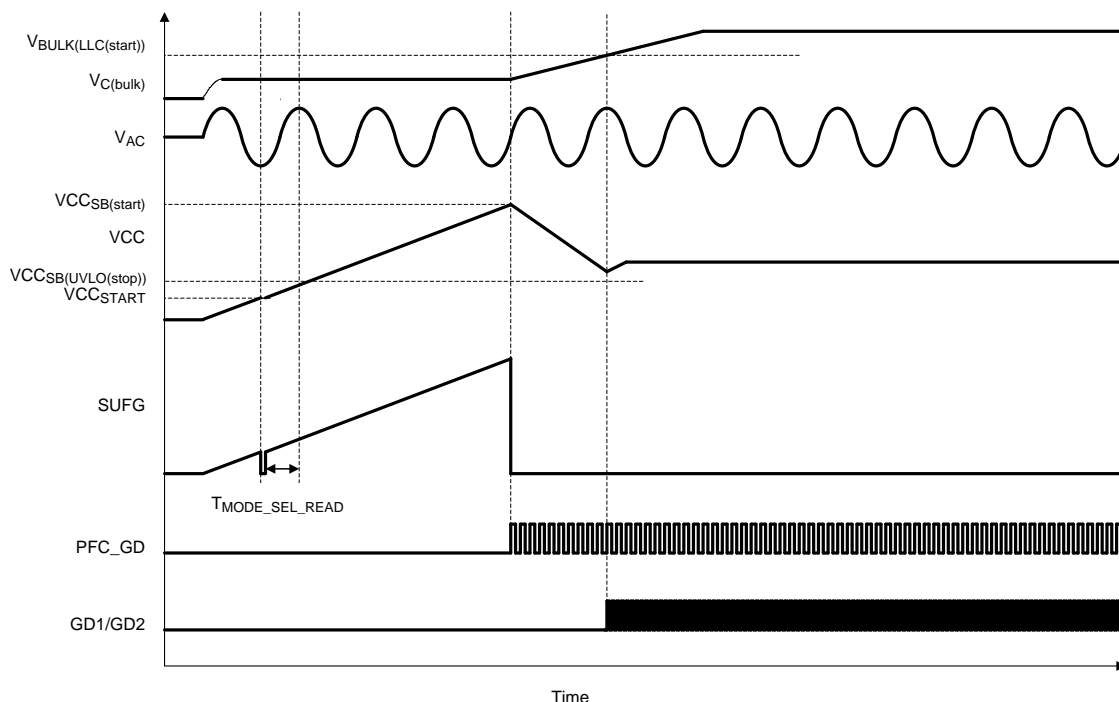 VBULK(LLC(start))
VC(bulk)
VAC
VCCSB(start)
VCC
VCCSB(UVLO(stop))
VCCSTART
SUFG
TMODE_SEL_READ
PFC_GD
GD1/GD2
Time